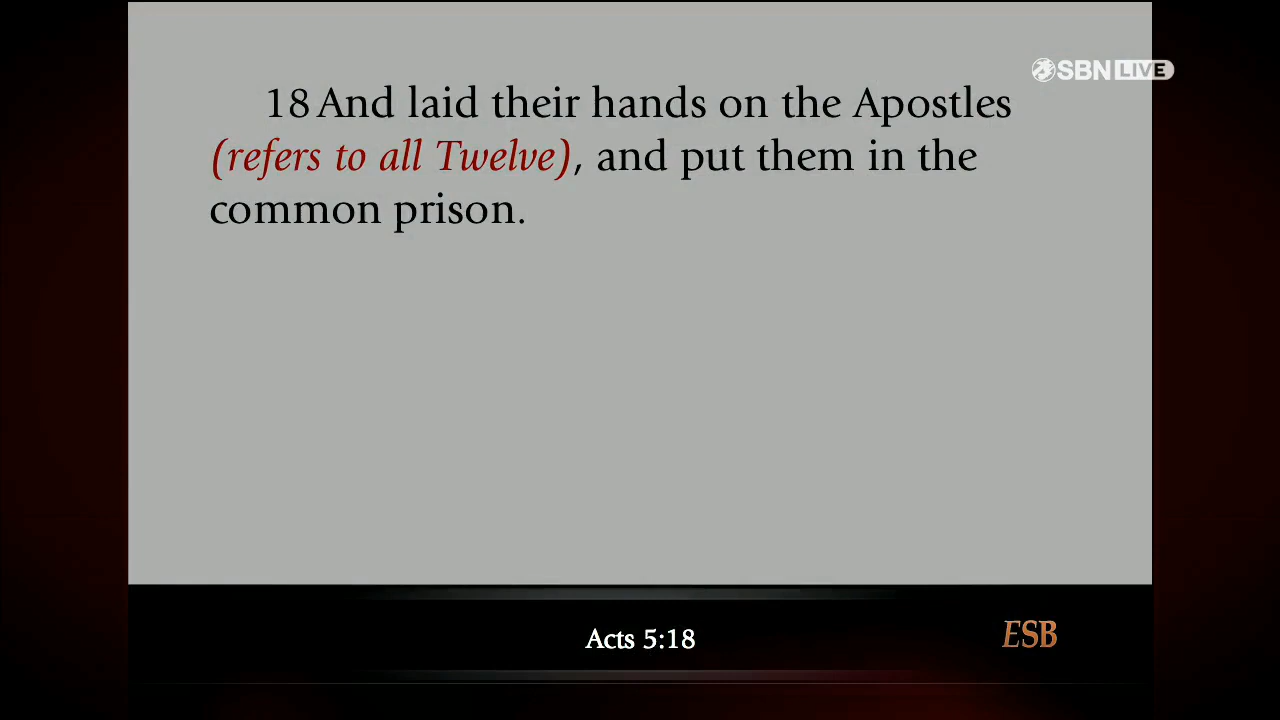 SBN LIVE
18 And laid their hands on the Apostles
(refers to all Twelve), and put them in the
common prison.
Acts 5:18
ESB